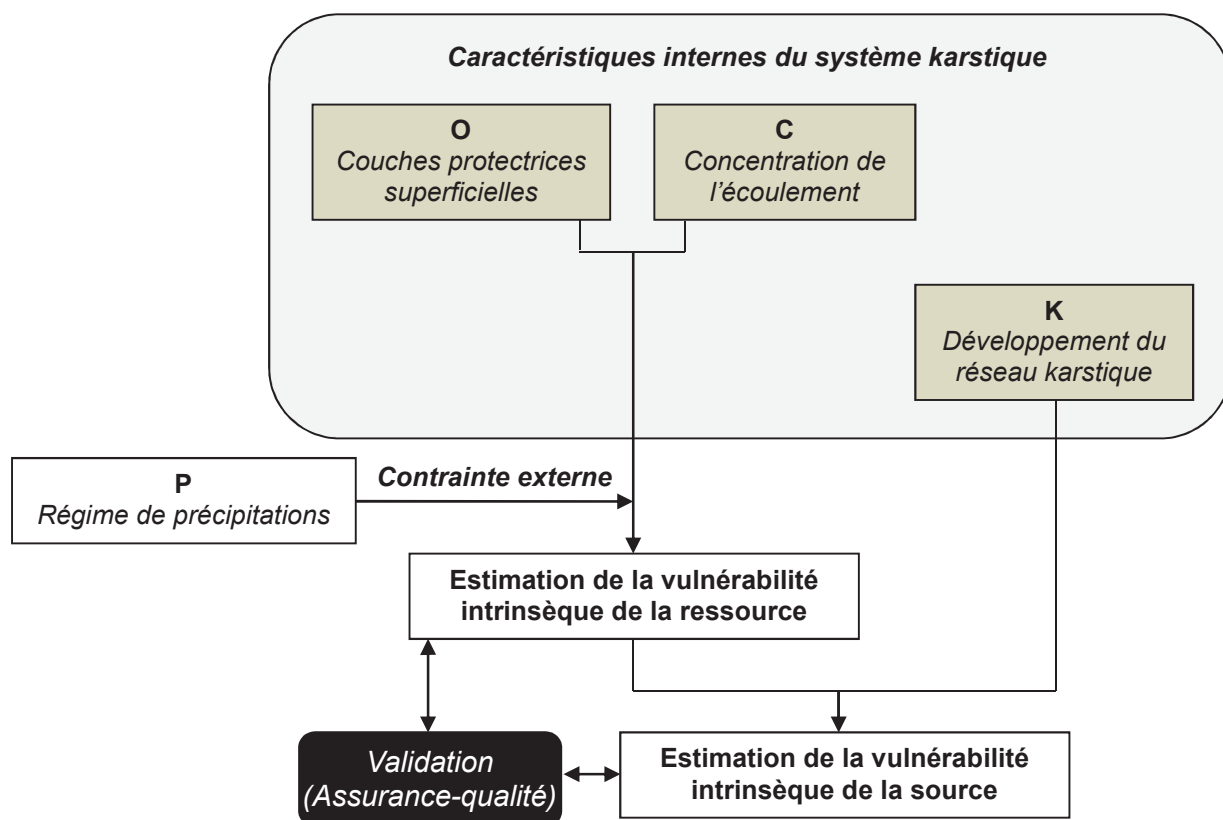 Caractéristiques internes du système karstique
O
Couches protectrices
superficielles
C
Concentration de
l’écoulement
K
Développement du
réseau karstique
P
Régime de précipitations
Contrainte externe
Estimation de la vulnérabilité
intrinsèque de la ressource
Validation
(Assurance-qualité)
Estimation de la vulnérabilité
intrinsèque de la source